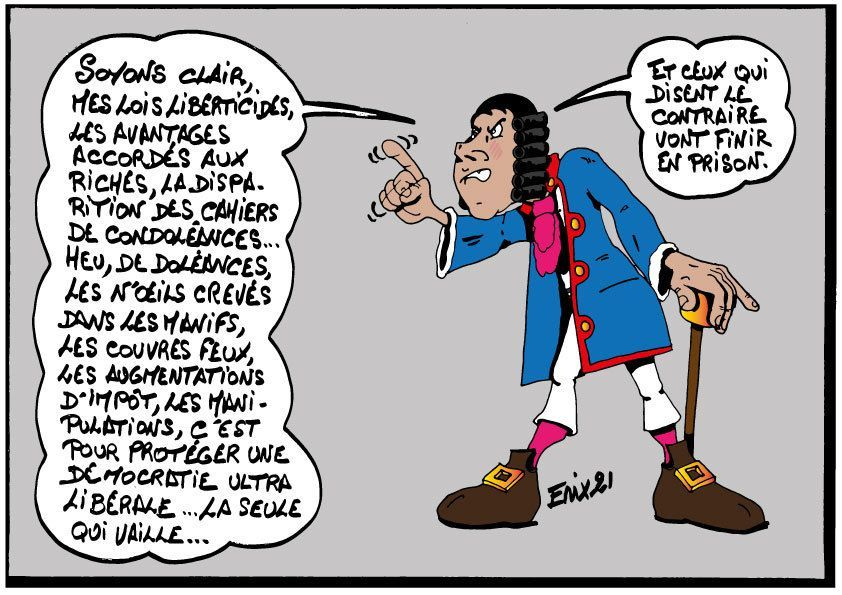 SOYONS CLAIR,
MES LOIS LIBERTICIDES,
LES AVANTAGES
ACCORDÉS AUX
RICHES, LA DISPA-
RITION DES CAHIERS
DE CONDOLÉANCES...
HEU, DE DOLÉANCES,
LES N'OEILS CREVÉS
DANS LES MANIFS,
LES COUVRES FEUX,
LES AUGMENTATIONS
D'IMPÔT, LES MANI-
PULATIONS, C'EST
POUR PROTÉGER UNE
DÉMOCRATIE ULTRA
LIBÉRALE... LA SEULE
QUI VAILLE...
ET CEUX QUI
DISENT LE
CONTRAIRE
VONT FINIR
EN PRISON.
Erix 21